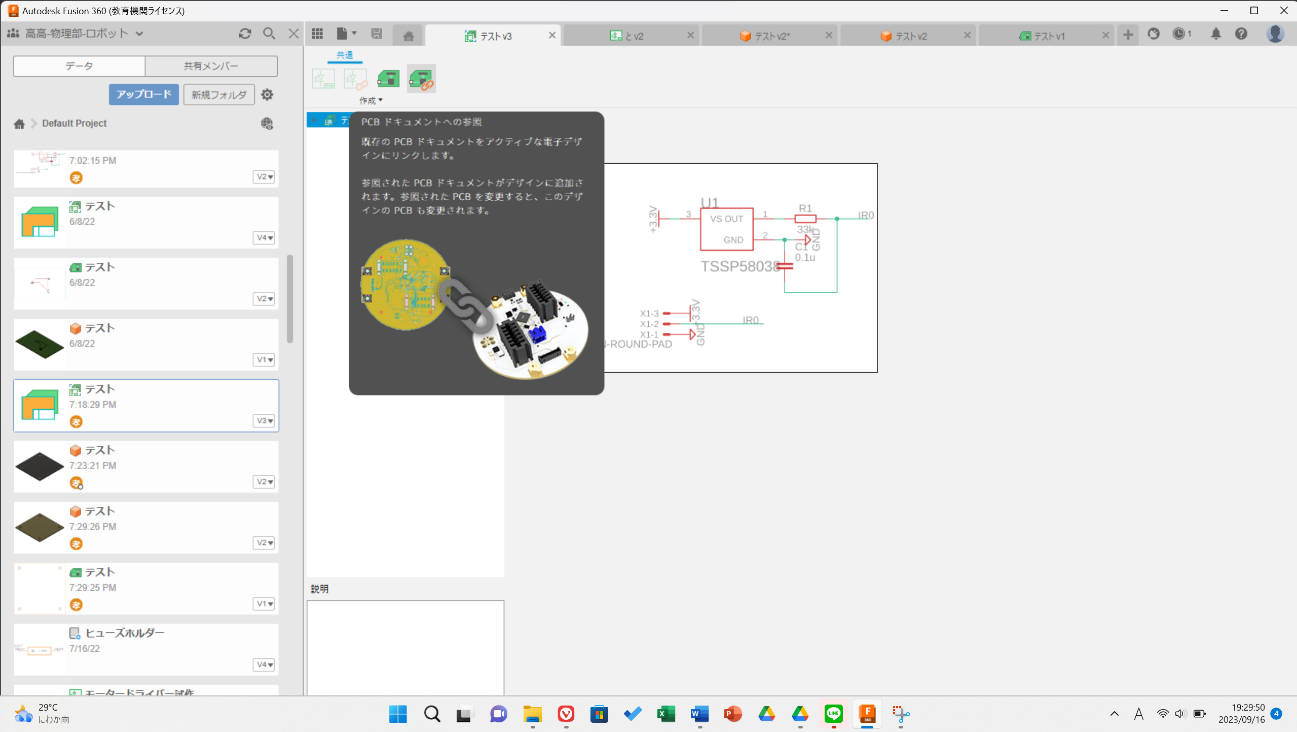 Autodesk Fusion 360 (教育機関ライセンス)
高高-物理部-ロボット
テスト v3
と v2
テスト v2*
テスト v2
テスト v1
1
データ
共有メンバー
アップロード
新規フォルダ
Default Project
7:02:15 PM
V2
テスト
6/8/22
V4
テスト
6/8/22
V2
テスト
6/8/22
V1
テスト
7:18:29 PM
V3
テスト
7:23:21 PM
V2
テスト
7:29:26 PM
V2
テスト
7:29:25 PM
V1
ヒューズホルダー
7/16/22
V4
モータードライバー試作
共通
作成
PCB ドキュメントへの参照
既存の PCB ドキュメントをアクティブな電子デザ
インにリンクします。
参照された PCB ドキュメントがデザインに追加さ
れます。参照された PCB を変更すると、このデザ
インの PCB も変更されます。
U1
+3.3V
3
VS OUT
GND
1
2
R1
33k
IR0
GND
C1
0.1u
TSSP58038
X1-3
X1-2
X1-1
3.3V
GND
IR0
-ROUND-PAD
説明
29°C
にわか雨
A
19:29:50
2023/09/16
4